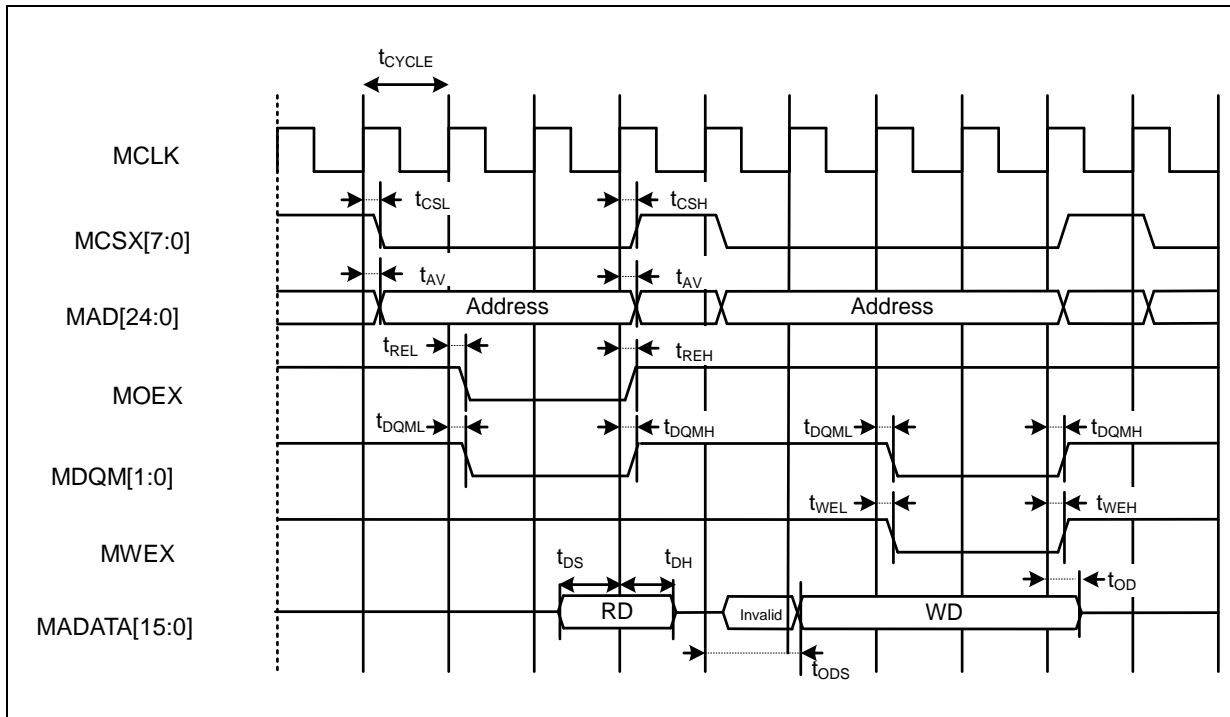 tCYCLE
MCLK
tCSL tCSH
MCSX[7:0]
tAV tAV
MAD[24:0] Address Address
tREL tREH
MOEX
tDQML tDQMH tDQML tDQMH
MDQM[1:0]
tWEL tWEH
MWEX
tDS tDH
tOD
MADATA[15:0] RD Invalid WD
tODS